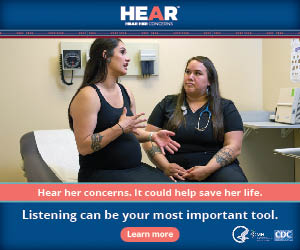 HEAR
HER
CONCERNS
Hear her concerns. It could help save her life.
Listening can be your most important tool.
Learn more
CDC